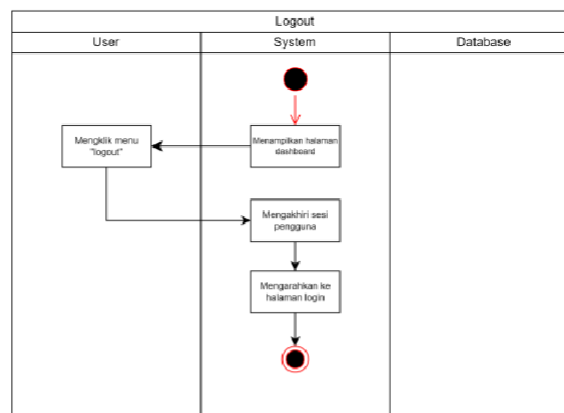 Logout
User
System
Database
Mengklik menu
"logout"
Menampilkan halaman
dashboard
Mengakhiri sesi
pengguna
Mengarahkan ke
halaman login